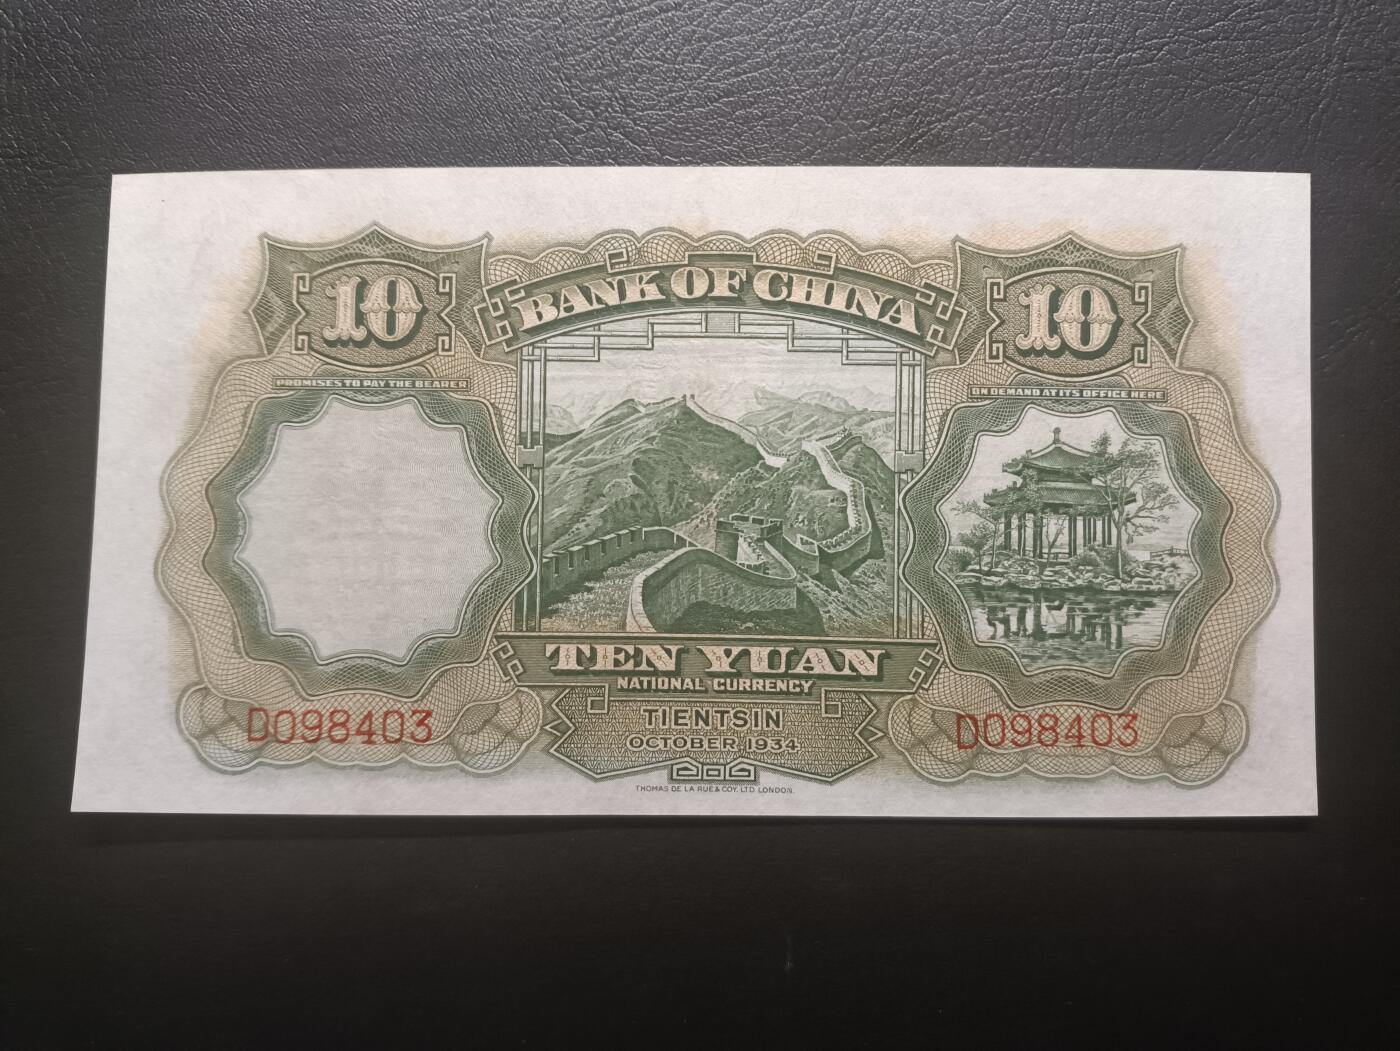 10
BANK OF CHINA
10
PROMISES TO PAY THE BEARER
ON DEMAND AT ITS OFFICE HERE
TEN YUAN
NATIONAL CURRENCY
TIENTSIN
OCTOBER 1934
D098403
D098403
THOMAS DE LA RUE & COY. LTD. LONDON.